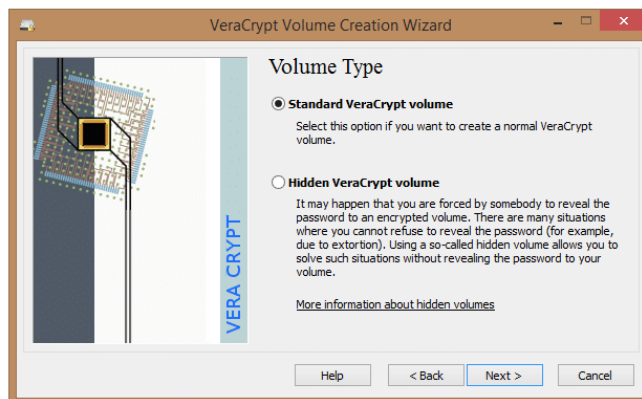 VeraCrypt Volume Creation Wizard
Volume Type
Standard VeraCrypt volume
Select this option if you want to create a normal VeraCrypt
volume.
Hidden VeraCrypt volume
It may happen that you are forced by somebody to reveal the
password to an encrypted volume. There are many situations
where you cannot refuse to reveal the password (for example,
due to extortion). Using a so-called hidden volume allows you to
solve such situations without revealing the password to your
volume.
More information about hidden volumes
VERA CRYPT
Help
< Back
Next >
Cancel